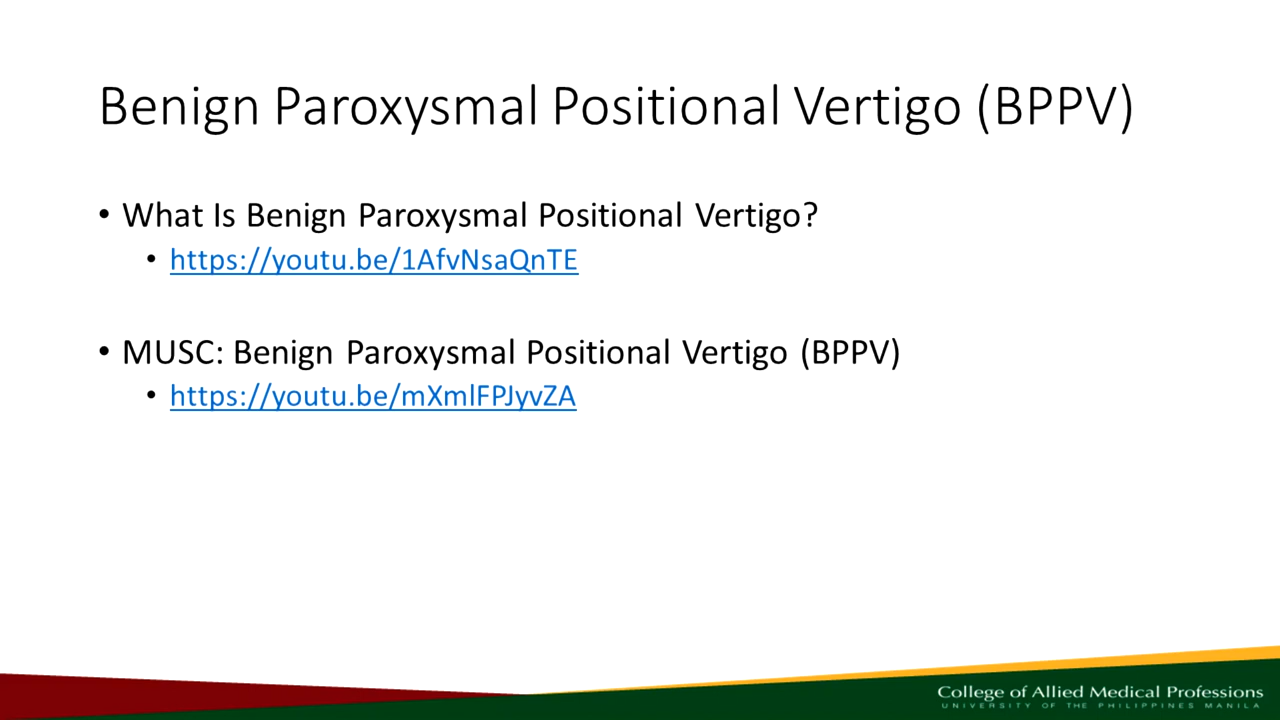 Benign Paroxysmal Positional Vertigo (BPPV)
• What Is Benign Paroxysmal Positional Vertigo?
• https://youtu.be/1AfvNsaQnTE
• MUSC: Benign Paroxysmal Positional Vertigo (BPPV)
• https://youtu.be/mXmlFPJyvZA
College of Allied Medical Professions
UNIVERSITY OF THE PHILIPPINES MANILA